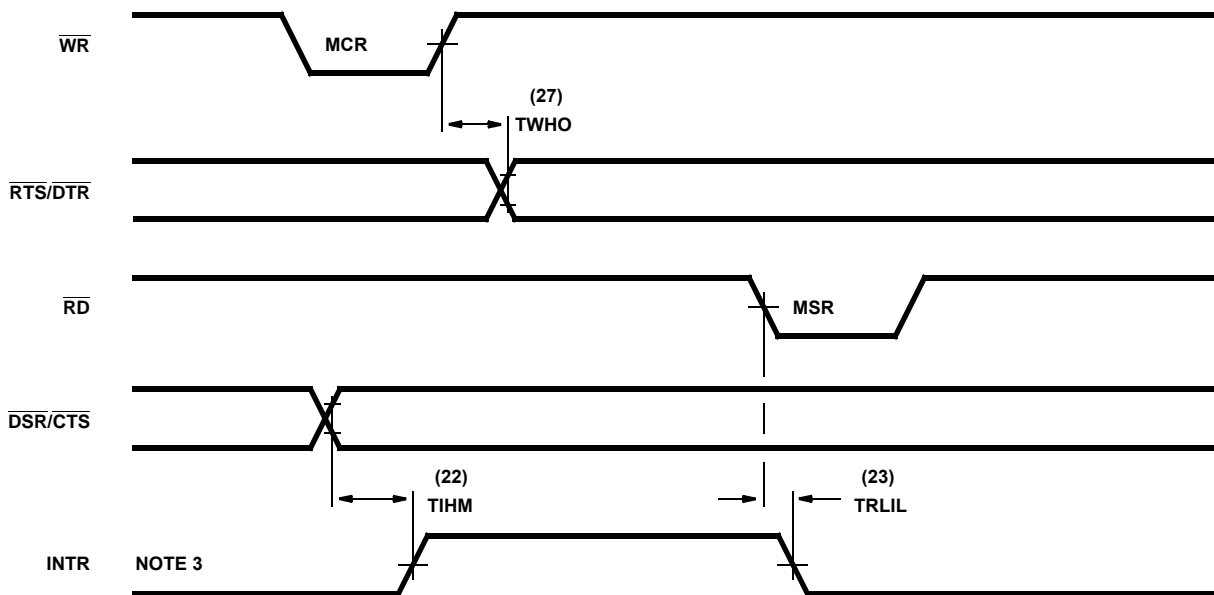 WR
MCR
(27)
TWHO
RTS/DTR
RD
MSR
DSR/CTS
(22)
TIHM
(23)
TRLIL
INTR
NOTE 3